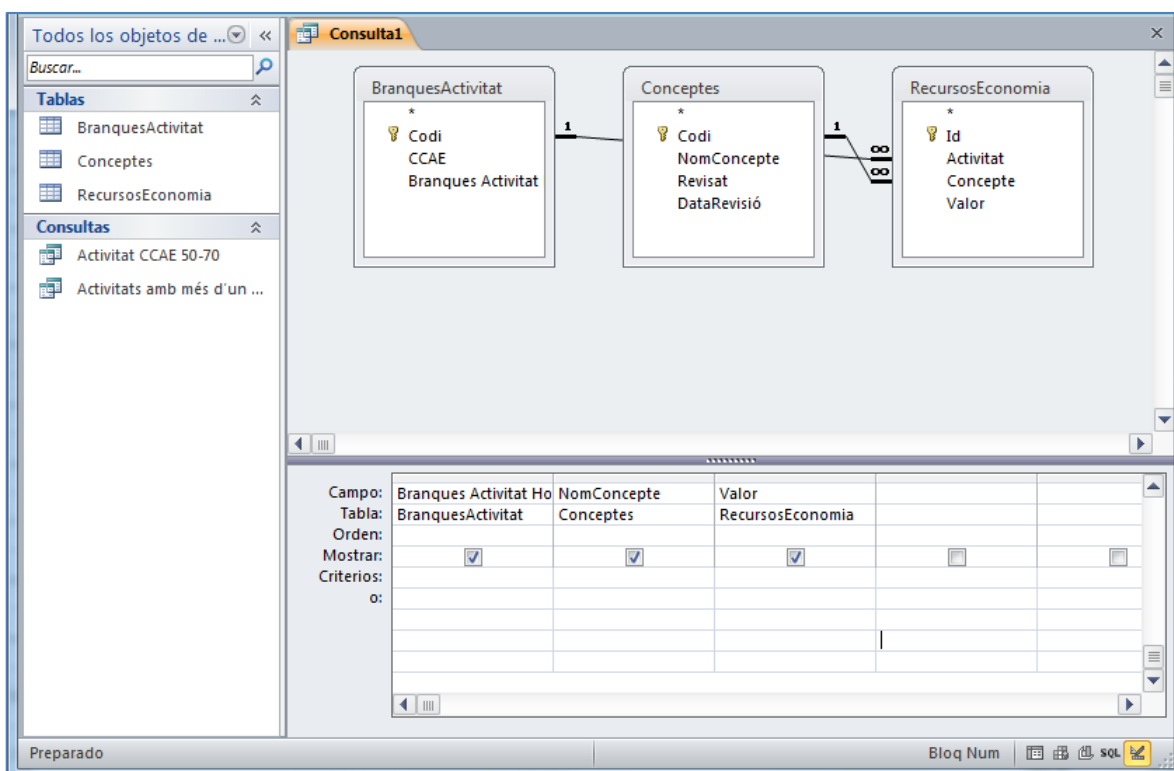 Todos los objetos de ...
«
Buscar...
Tablas
BranquesActivitat
Conceptes
RecursosEconomia
Consultas
Activitat CCAE 50-70
Activitats amb més d'un ...
Consulta1
BranquesActivitat
*
Codi
CCAE
Branques Activitat
1
Conceptes
*
Codi
NomConcepte
Revisat
DataRevisió
1
∞
∞
RecursosEconomia
*
Id
Activitat
Concepte
Valor
Campo: Branques Activitat Ho NomConcepte Valor
Tabla: BranquesActivitat Conceptes RecursosEconomia
Orden:
Mostrar:
Criterios:
o:
Preparado Bloq Num SQL